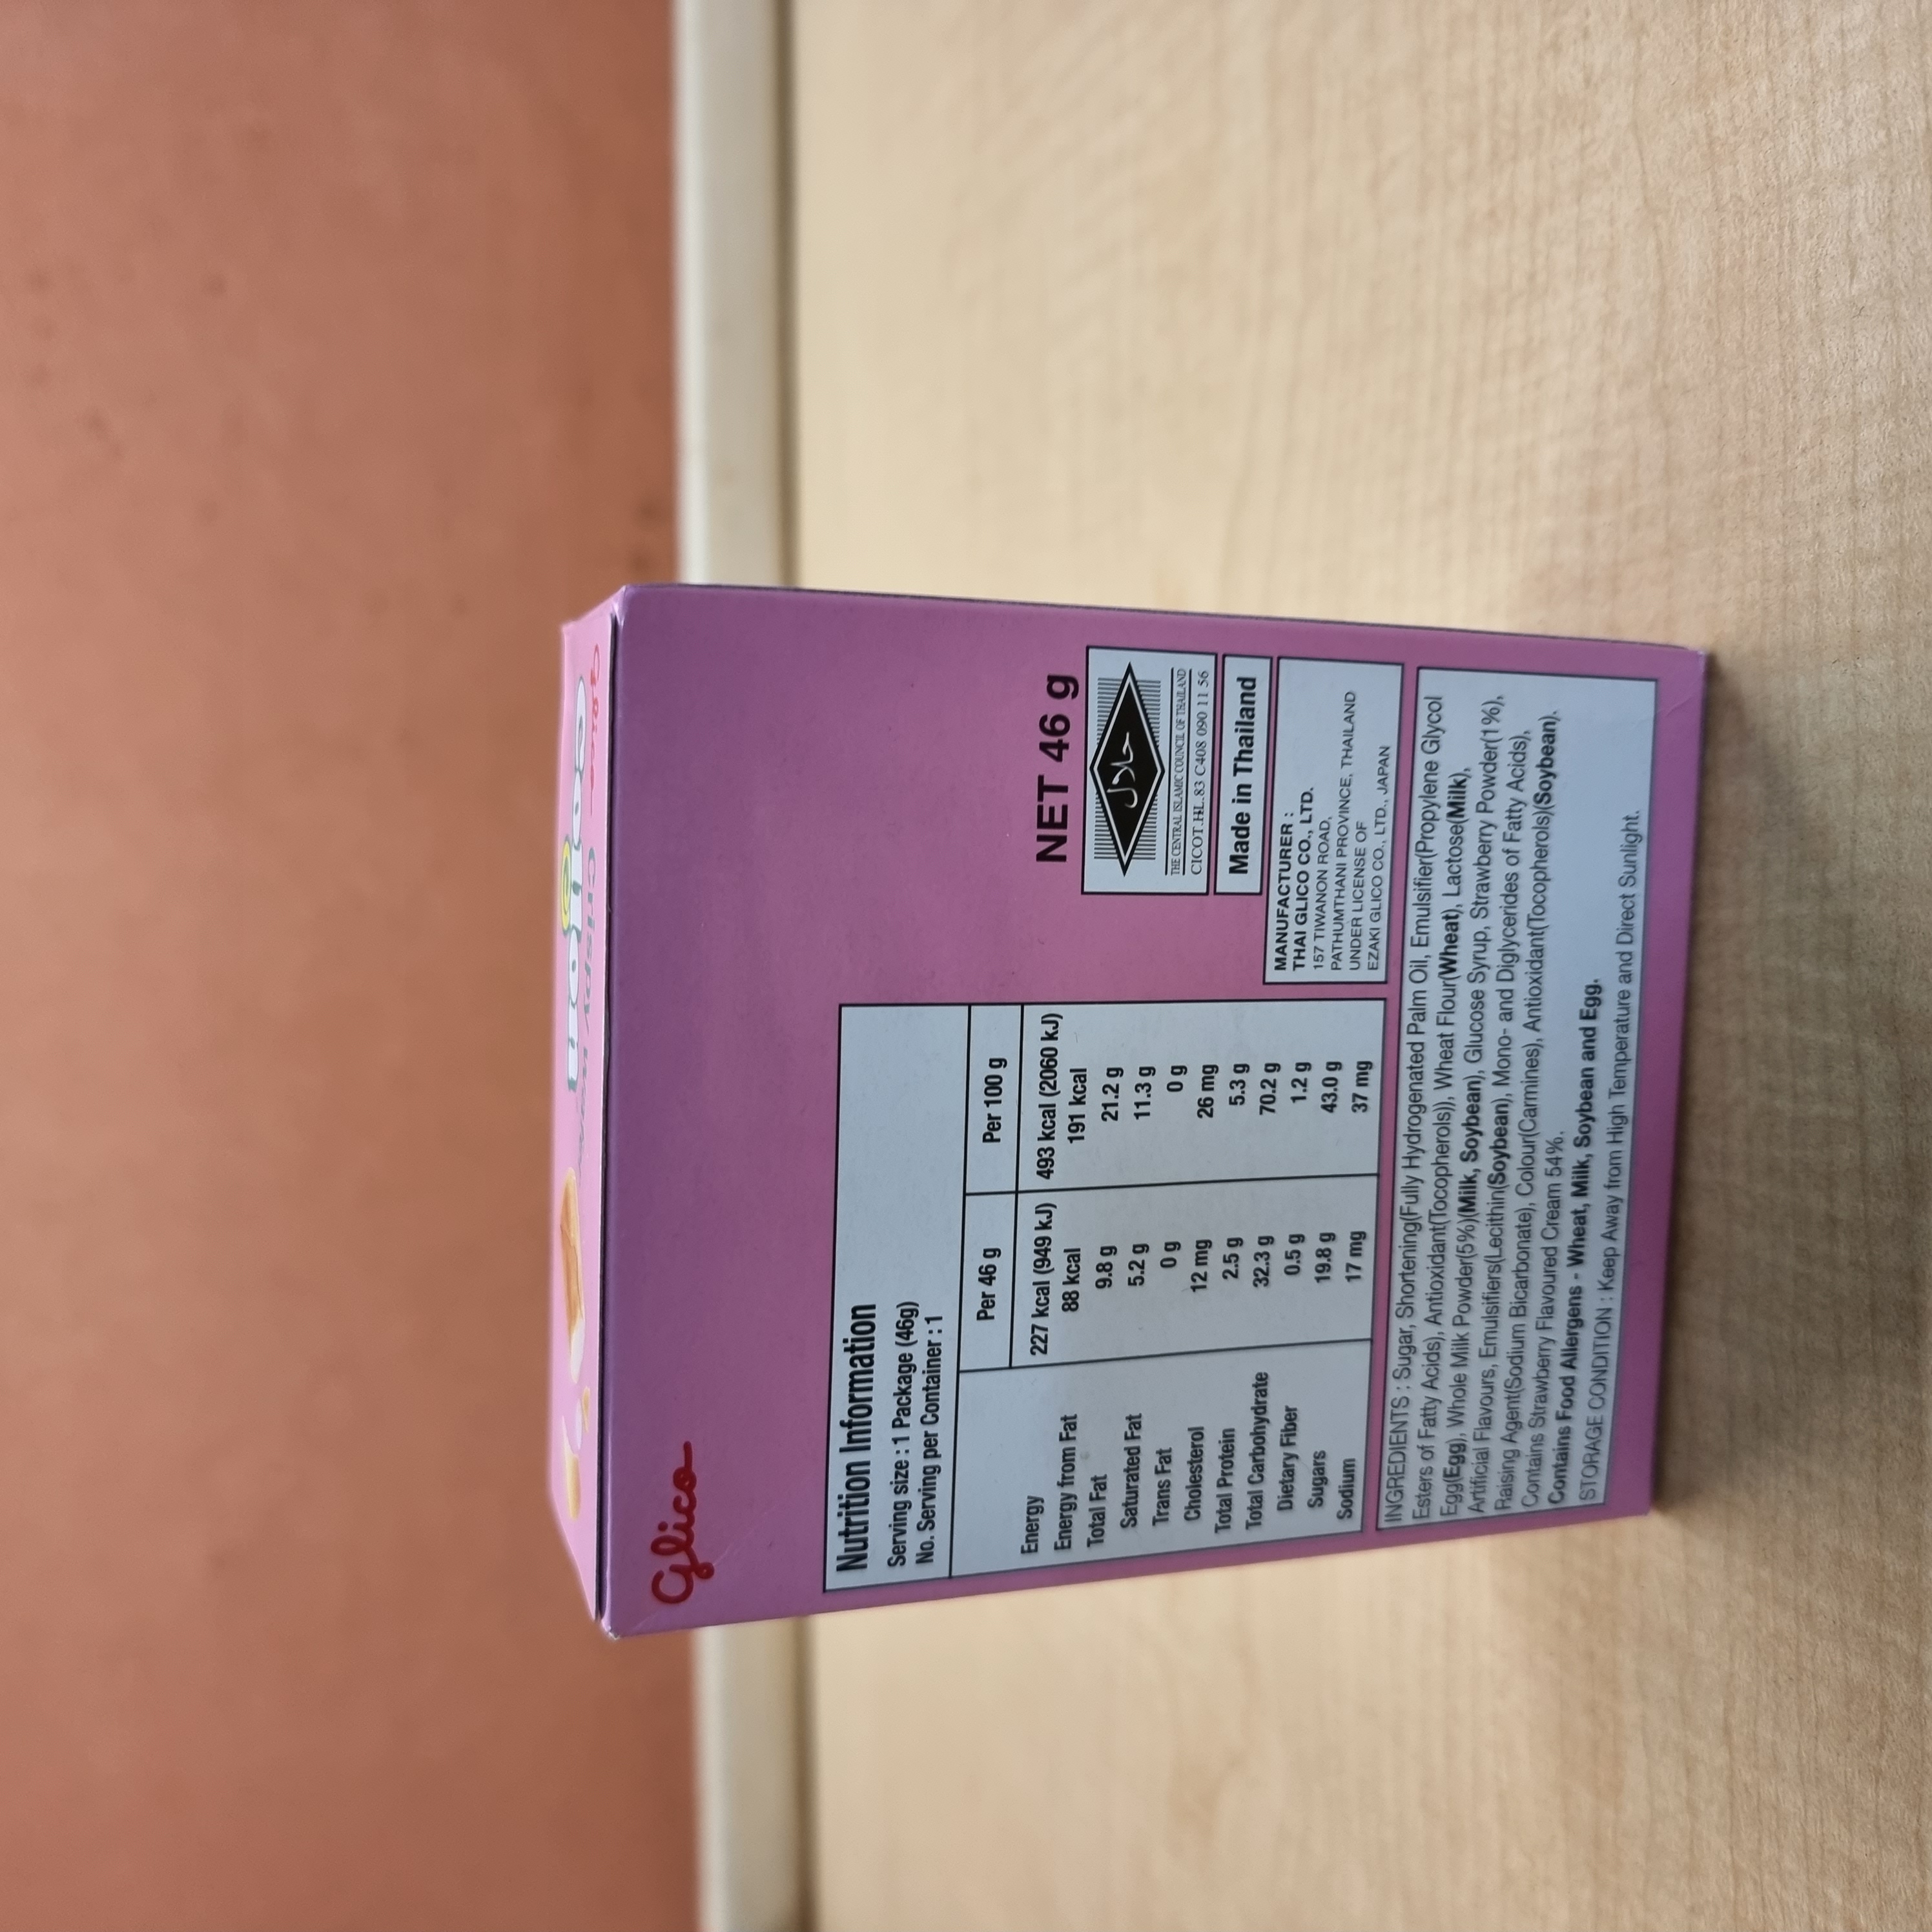 Glico
Collon
Crispy wafer
Glico
Nutrition Information
Serving size : 1 Package (46g)
No. Serving per Container : 1
Per 46 g Per 100 g
Energy 227 kcal (949 kJ) 493 kcal (2060 kJ)
Energy from Fat 88 kcal 191 kcal
Total Fat 9.8 g 21.2 g
Saturated Fat 5.2 g 11.3 g
Trans Fat 0 g 0 g
Cholesterol 12 mg 26 mg
Total Protein 2.5 g 5.3 g
Total Carbohydrate 32.3 g 70.2 g
Dietary Fiber 0.5 g 1.2 g
Sugars 19.8 g 43.0 g
Sodium 17 mg 37 mg
NET 46 g
حلال
THE CENTRAL ISLAMIC COUNCIL OF THAILAND
CICOT.HL.83 C408 090 11 56
Made in Thailand
MANUFACTURER :
THAI GLICO CO., LTD.
157 TIWANON ROAD,
PATHUMTHANI PROVINCE, THAILAND
UNDER LICENSE OF
EZAKI GLICO CO., LTD., JAPAN
INGREDIENTS : Sugar, Shortening(Fully Hydrogenated Palm Oil, Emulsifier(Propylene Glycol
Esters of Fatty Acids), Antioxidant(Tocopherols)), Wheat Flour(Wheat), Lactose(Milk),
Egg(Egg), Whole Milk Powder(5%)(Milk, Soybean), Glucose Syrup, Strawberry Powder(1%),
Artificial Flavours, Emulsifiers(Lecithin(Soybean), Mono- and Diglycerides of Fatty Acids),
Raising Agent(Sodium Bicarbonate), Colour(Carmines), Antioxidant(Tocopherols)(Soybean).
Contains Strawberry Flavoured Cream 54%.
Contains Food Allergens - Wheat, Milk, Soybean and Egg.
STORAGE CONDITION : Keep Away from High Temperature and Direct Sunlight.